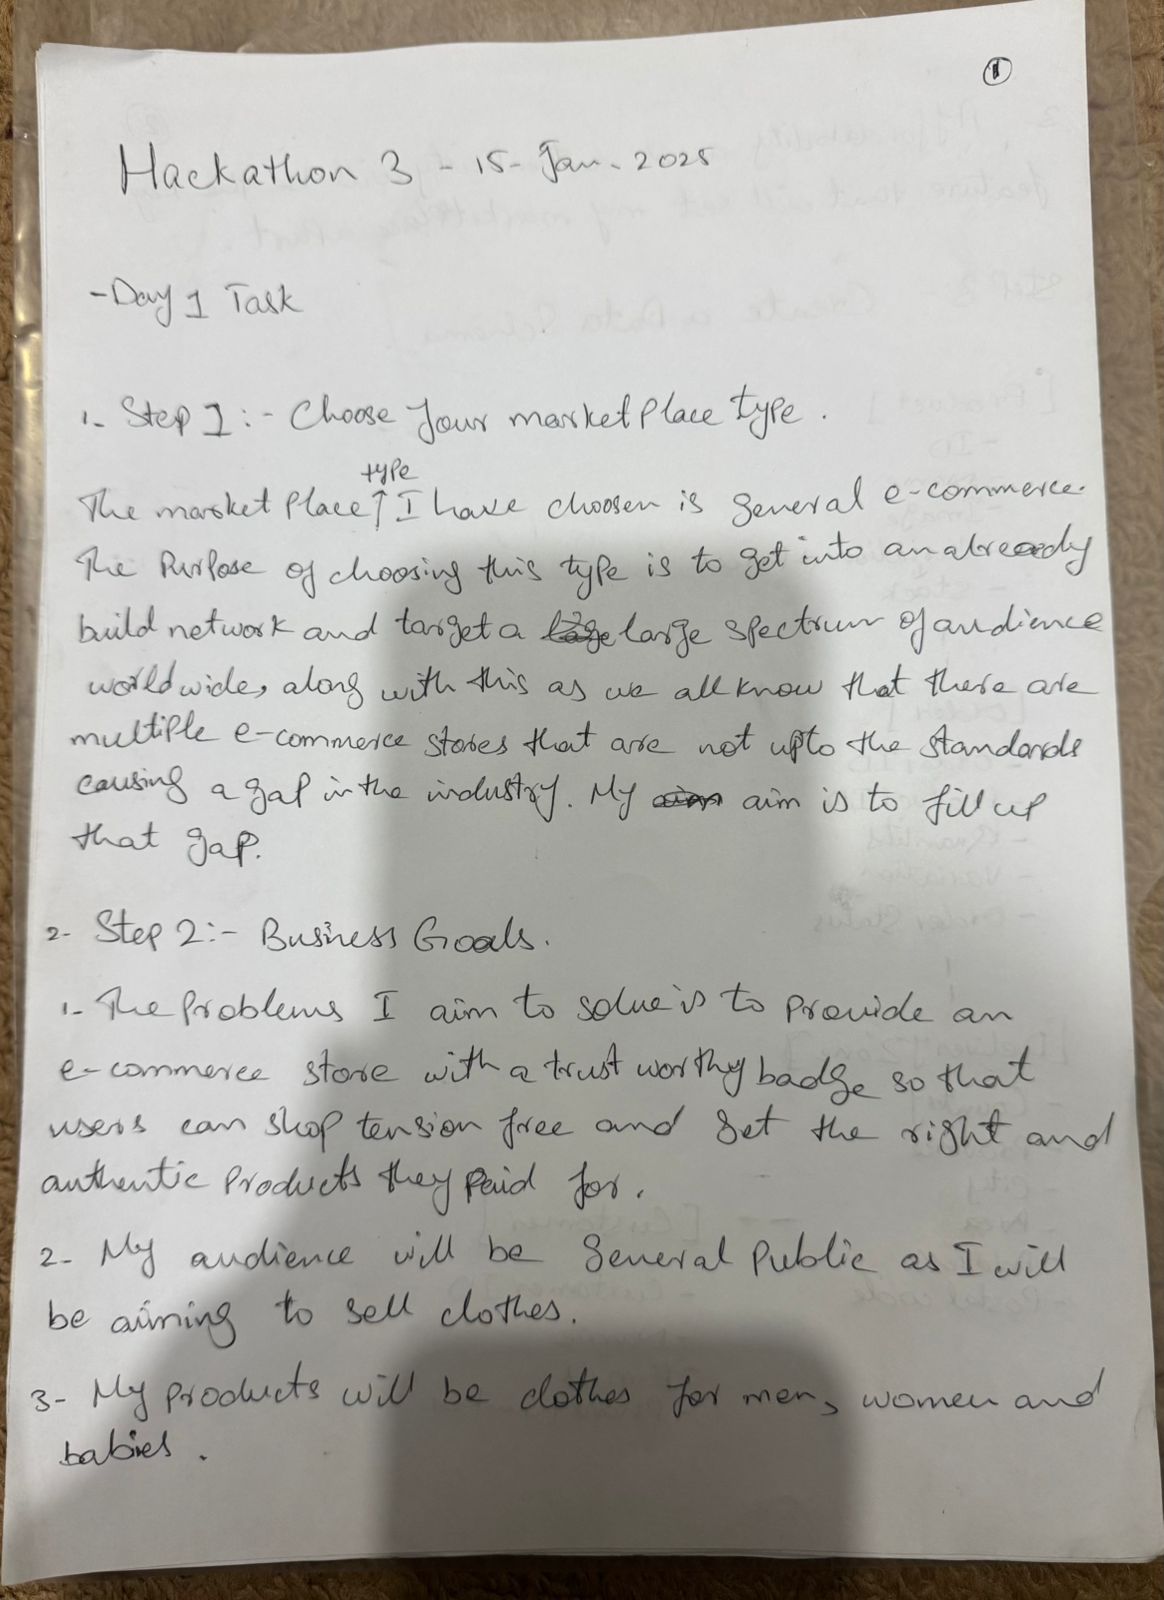 1
Hackathon 3 - 15 - Jan. 2025
- Day 1 Task
1- Step 1 :- Choose Your market Place type .
type
The market Place ↑ I have choosen is general e-commerce.
The Purpose of choosing this type is to get into an already
build network and target a large large spectrum of audience
world wide, along with this as we all know that there are
multiple e-commerce stores that are not upto the standards
causing a gap in the industry. My aim aim is to fill up
that gap.
2- Step 2 :- Business Goals.
1- The Problems I aim to solve is to provide an
e-commerce store with a trust worthy badge so that
users can shop tension free and get the right and
authentic Products they paid for.
2- My audience will be general Public as I will
be aiming to sell clothes.
3- My products will be clothes for men, women and
babies .